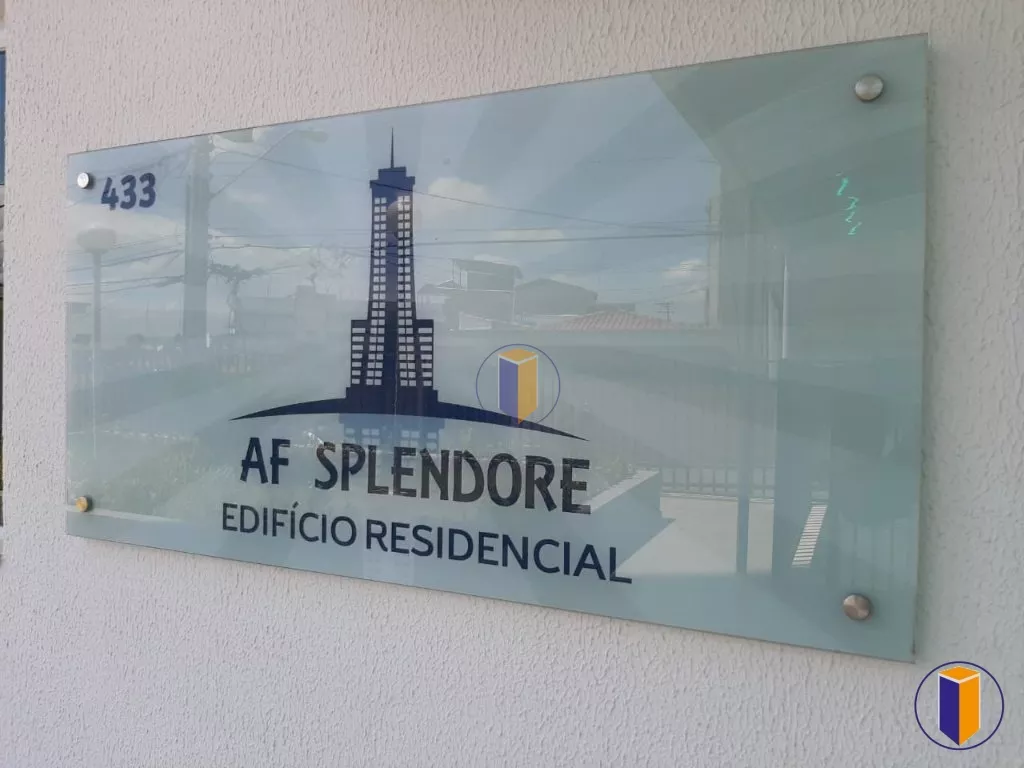 433
AF SPLENDORE
EDIFÍCIO RESIDENCIAL